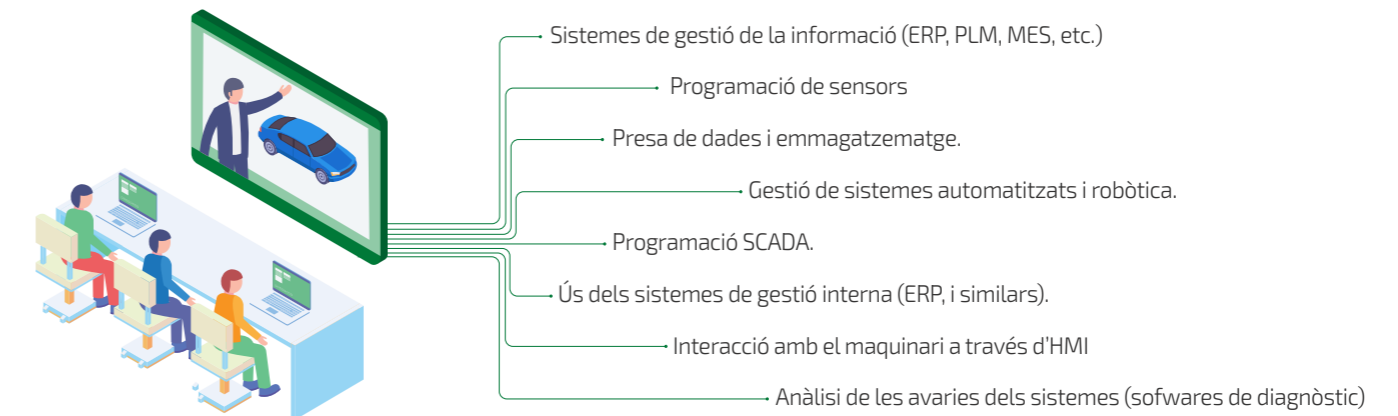 Sistemes de gestió de la informació (ERP, PLM, MES, etc.)
Programació de sensors
Presa de dades i emmagatzematge.
Gestió de sistemes automatitzats i robòtica.
Programació SCADA.
Ús dels sistemes de gestió interna (ERP, i similars).
Interacció amb el maquinari a través d’HMI
Anàlisi de les avaries dels sistemes (sofwares de diagnòstic)